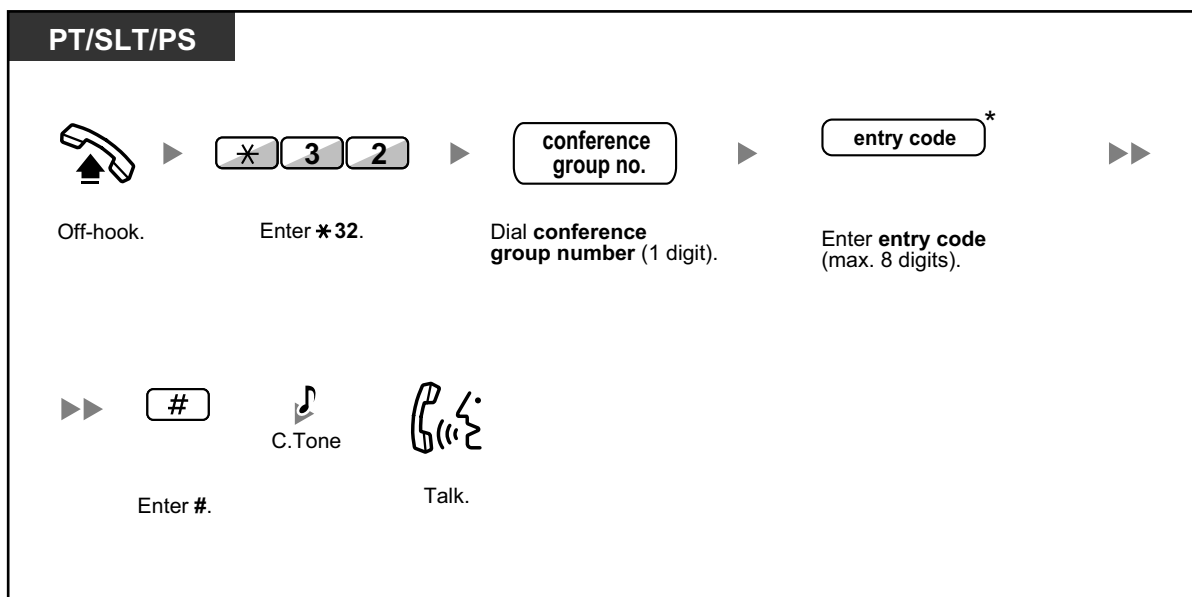 PT/SLT/PS
✳ 3 2
conference
group no.
entry code*
Off-hook.
Enter ✳32.
Dial conference
group number (1 digit).
Enter entry code
(max. 8 digits).
#
C.Tone
Enter #.
Talk.